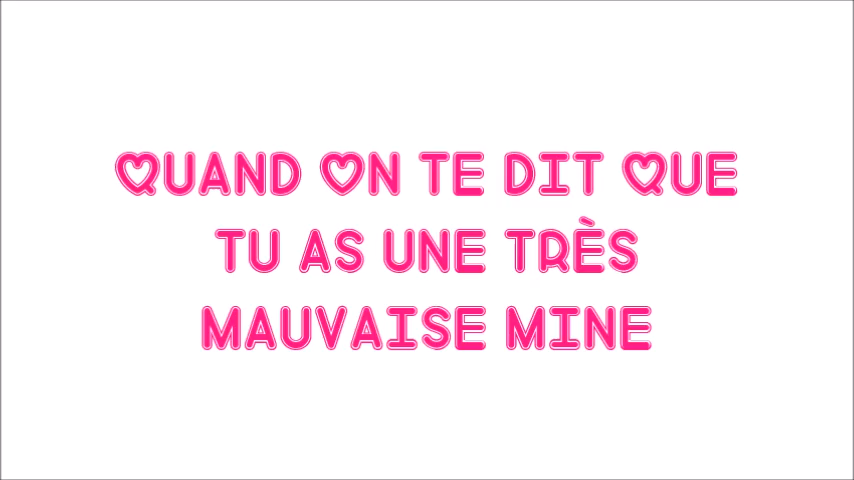 QUAND ON TE DIT QUE
TU AS UNE TRÈS
MAUVAISE MINE